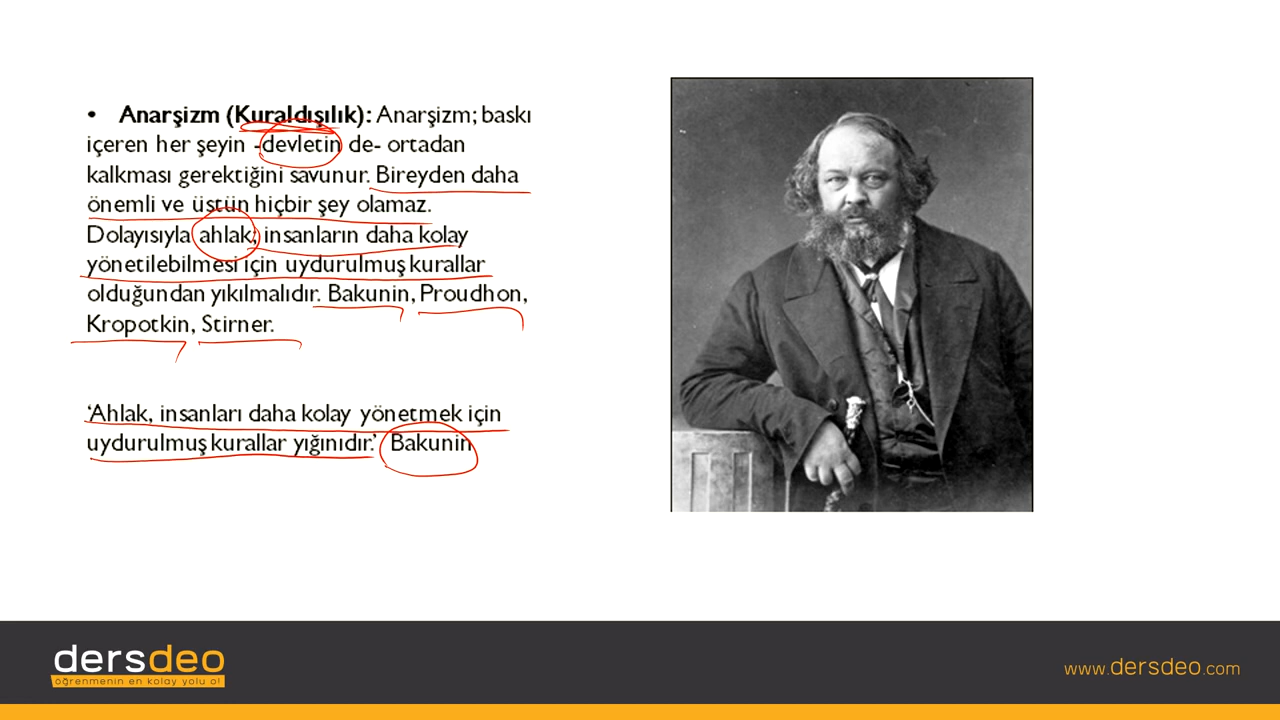 • Anarşizm (Kuraldışılık): Anarşizm; baskı
içeren her şeyin -devletin de- ortadan
kalkması gerektiğini savunur. Bireyden daha
önemli ve üstün hiçbir şey olamaz.
Dolayısıyla ahlak; insanların daha kolay
yönetilebilmesi için uydurulmuş kurallar
olduğundan yıkılmalıdır. Bakunin, Proudhon,
Kropotkin, Stirner.
‘Ahlak, insanları daha kolay yönetmek için
uydurulmuş kurallar yığınıdır.’ Bakunin
dersdeo
öğrenmenin en kolay yolu o!
www.dersdeo.com